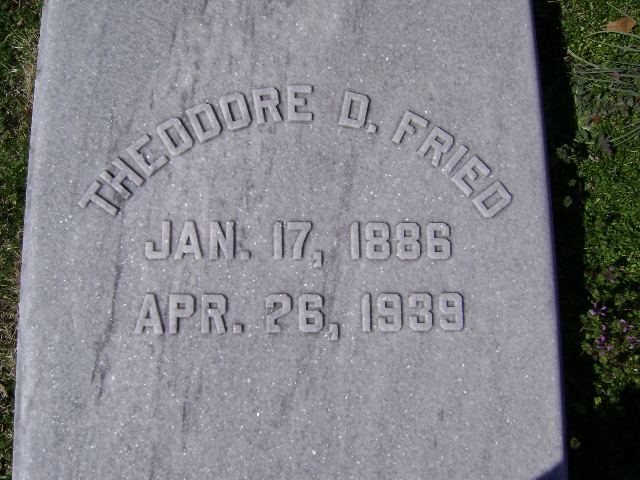 THEODORE D. FRIED
JAN. 17, 1886
APR. 26, 1939